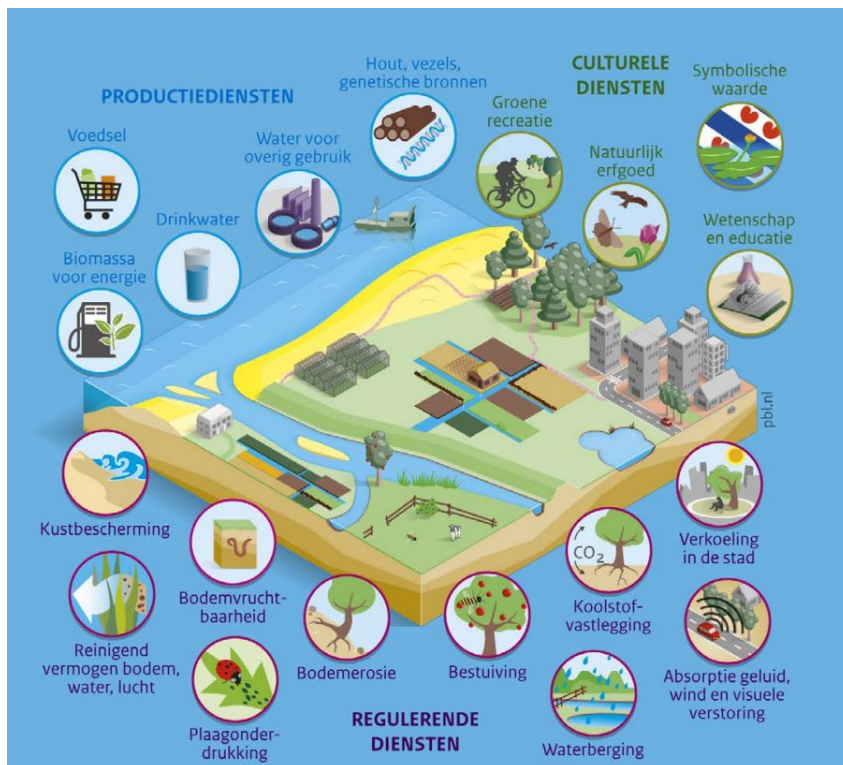 PRODUCTIEDIENSTEN
Voedsel
Biomassa
voor energie
Drinkwater
Water voor
overig gebruik
Hout, vezels,
genetische bronnen
CULTURELE
DIENSTEN
Groene
recreatie
Natuurlijk
erfgoed
Symbolische
waarde
Wetenschap
en educatie
pbl.nl
Kustbescherming
Reinigend
vermogen bodem,
water, lucht
Bodemvrucht-
baarheid
Plaagonder-
drukking
Bodemerosie
REGULERENDE
DIENSTEN
Bestuiving
CO2
Koolstof-
vastlegging
Waterberging
Verkoeling
in de stad
Absorptie geluid,
wind en visuele
verstoring